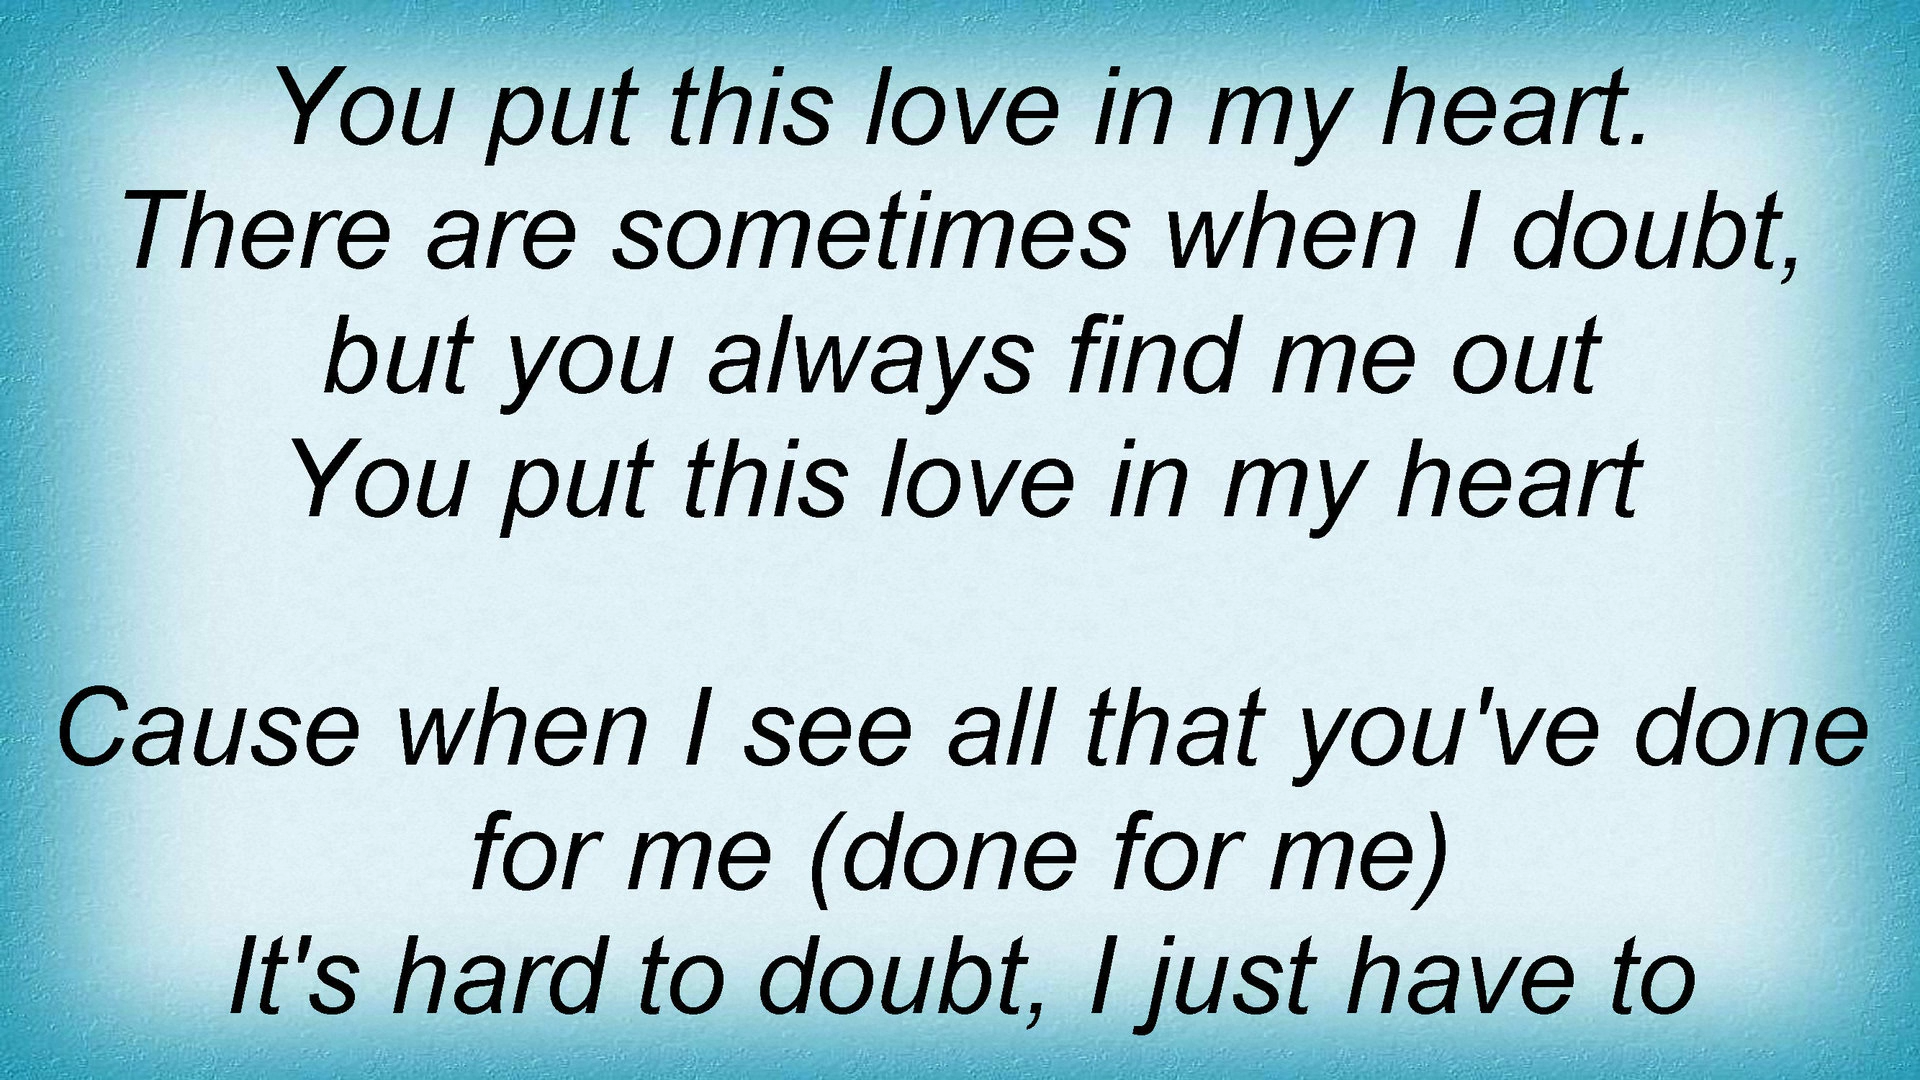 You put this love in my heart.
There are sometimes when I doubt,
but you always find me out
You put this love in my heart
Cause when I see all that you've done
for me (done for me)
It's hard to doubt, I just have to